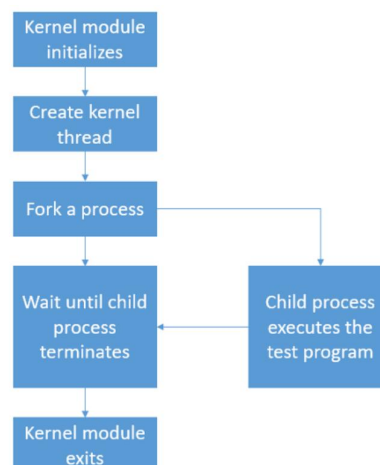 Kernel module
initializes
Create kernel
thread
Fork a process
Wait until child
process
terminates
Child process
executes the
test program
Kernel module
exits